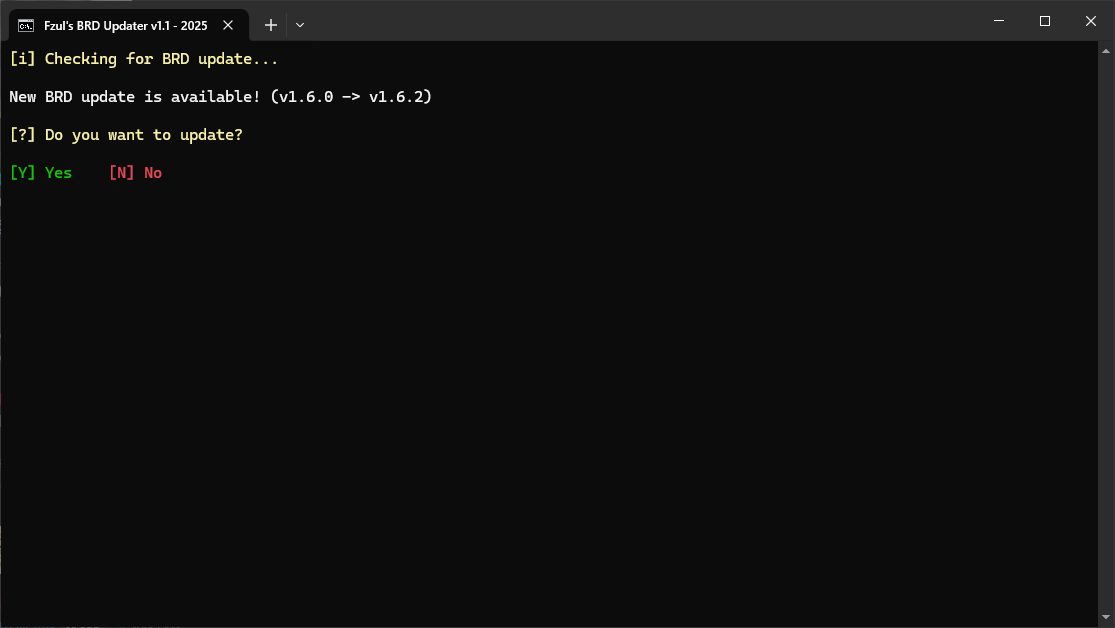 Fzul's BRD Updater v1.1 - 2025
[i] Checking for BRD update...
New BRD update is available! (v1.6.0 -> v1.6.2)
[?] Do you want to update?
[Y] Yes    [N] No